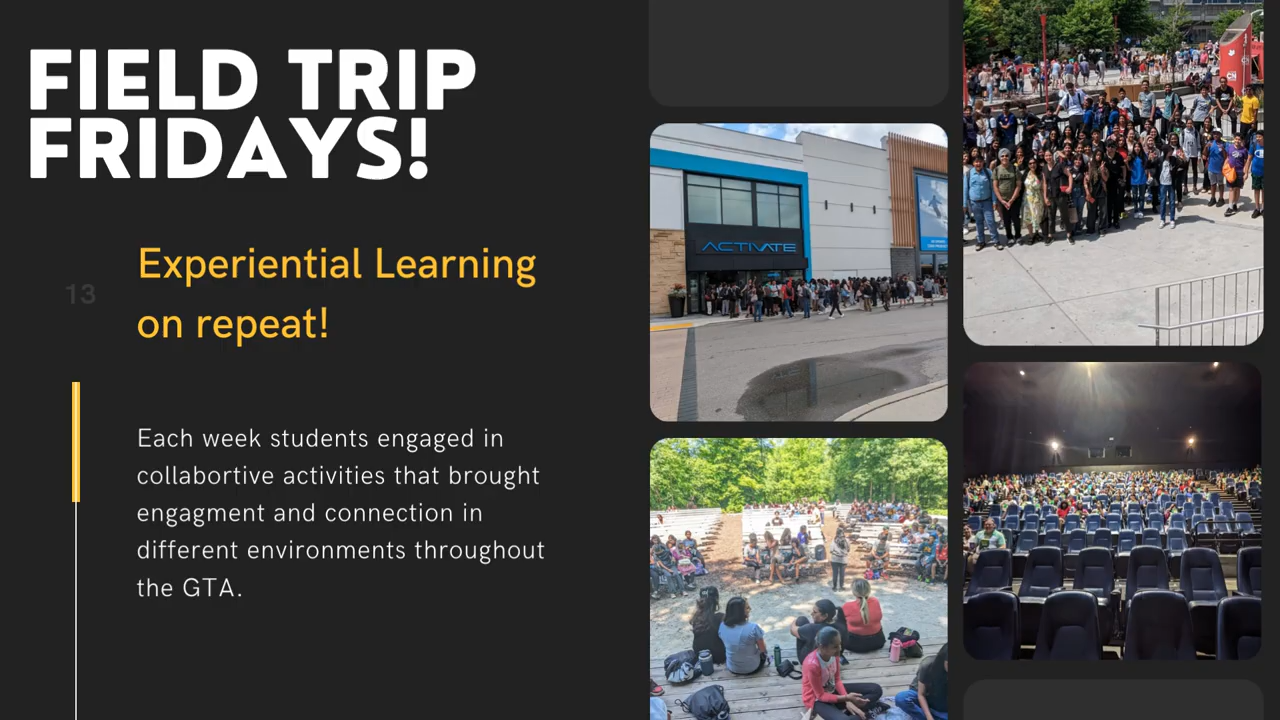 FIELD TRIP
FRIDAYS!
Experiential Learning
on repeat!
13
Each week students engaged in
collabortive activities that brought
engagment and connection in
different environments throughout
the GTA.
ACTIVATE
CN